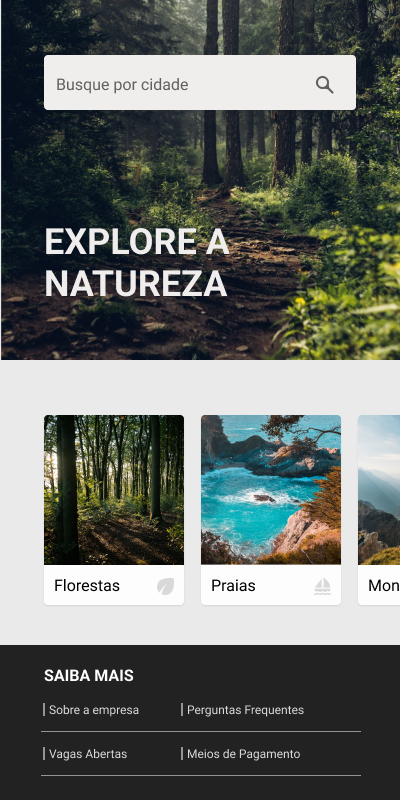 Busque por cidade
EXPLORE A
NATUREZA
Florestas
Praias
Mon
SAIBA MAIS
Sobre a empresa
Perguntas Frequentes
Vagas Abertas
Meios de Pagamento